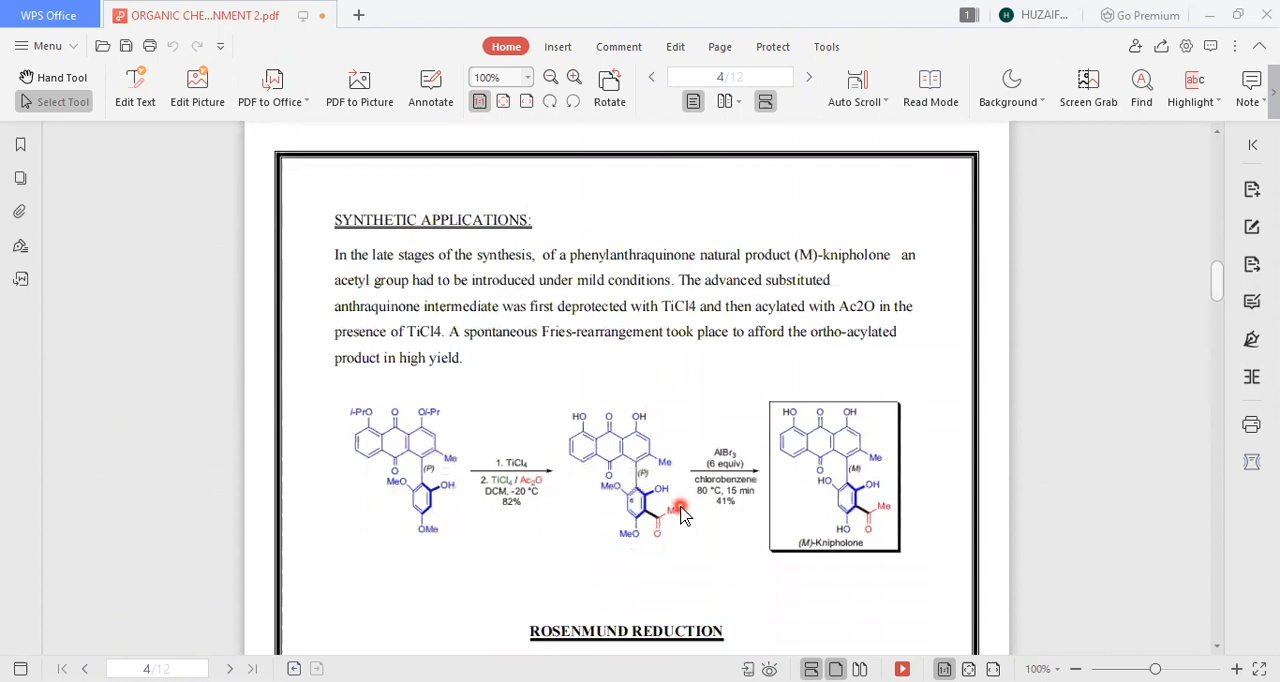 WPS Office
ORGANIC CHE...NMENT 2.pdf
1
H
HUZAIF...
Go Premium
Menu
Home
Insert
Comment
Edit
Page
Protect
Tools
Hand Tool
Select Tool
Edit Text
Edit Picture
PDF to Office
PDF to Picture
Annotate
100%
Rotate
4/12
Auto Scroll
Read Mode
Background
Screen Grab
Find
Highlight
Note
SYNTHETIC APPLICATIONS:
In the late stages of the synthesis, of a phenylanthraquinone natural product (M)-knipholone an
acetyl group had to be introduced under mild conditions. The advanced substituted
anthraquinone intermediate was first deprotected with TiCl4 and then acylated with Ac2O in the
presence of TiCl4. A spontaneous Fries-rearrangement took place to afford the ortho-acylated
product in high yield.
i-PrO O Oi-Pr
Me
O
(P)
MeO
OH
OMe
1. TiCl4
2. TiCl4 / Ac2O
DCM, -20 °C
82%
HO O OH
Me
O
(P)
MeO
OH
6
MeO
O
AlBr3
(6 equiv)
chlorobenzene
80 °C, 15 min
41%
HO O OH
Me
O
(M)
HO
OH
Me
HO
O
(M)-Knipholone
ROSENMUND REDUCTION
4/12
100%